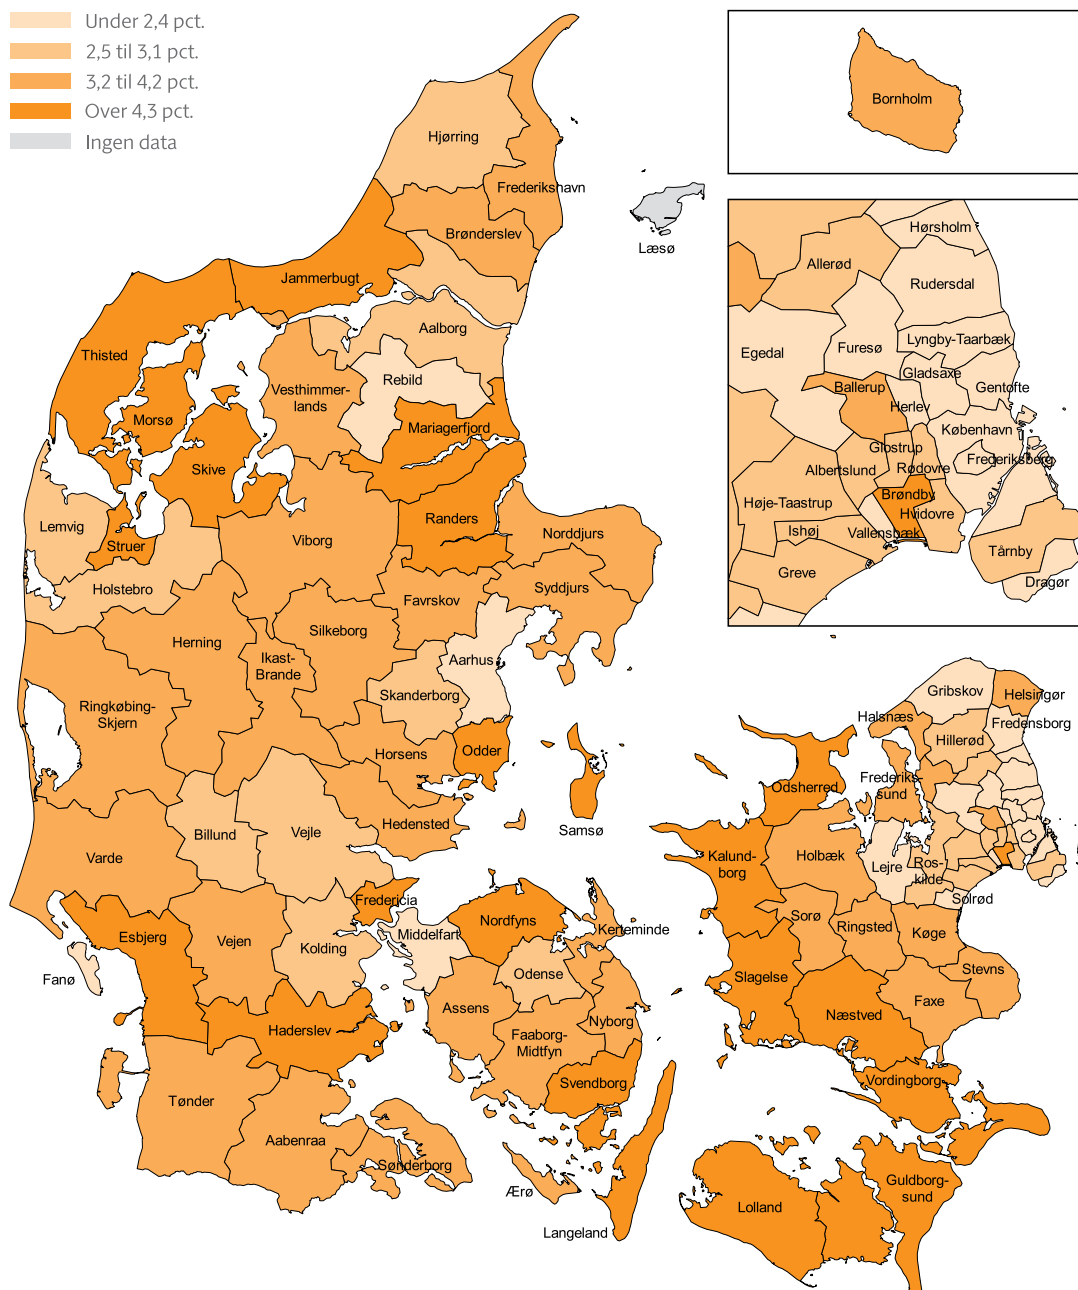 Under 2,4 pct.
2,5 til 3,1 pct.
3,2 til 4,2 pct.
Over 4,3 pct.
Ingen data
Bornholm
Hjørring
Frederikshavn
Brønderslev
Læsø
Jammerbugt
Aalborg
Thisted
Rebild
Vesthimmer-
lands
Morsø
Mariagerfjord
Skive
Lemvig
Struer
Randers
Viborg
Norddjurs
Holstebro
Favrskov
Syddjurs
Herning
Silkeborg
Ikast-
Brande
Aarhus
Skanderborg
Ringkøbing-
Skjern
Horsens
Odder
Samsø
Billund
Vejle
Hedensted
Varde
Fredericia
Esbjerg
Vejen
Kolding
Middelfart
Nordfyns
Kerteminde
Fanø
Odense
Assens
Haderslev
Faaborg-
Midtfyn
Nyborg
Svendborg
Tønder
Aabenraa
Sønderborg
Ærø
Langeland
Hørsholm
Allerød
Rudersdal
Egedal
Furesø
Lyngby-Taarbæk
Gladsaxe
Gentofte
Ballerup
Herlev
København
Glostrup
Frederiksberg
Albertslund
Rødovre
Høje-Taastrup
Brøndby
Hvidovre
Ishøj
Vallensbæk
Tårnby
Greve
Dragør
Gribskov
Helsingør
Halsnæs
Fredensborg
Hillerød
Odsherred
Frederiks-
sund
Kalund-
borg
Holbæk
Lejre
Ros-
kilde
Solrød
Sorø
Ringsted
Køge
Slagelse
Stevns
Næstved
Faxe
Vordingborg
Guldborg-
sund
Lolland